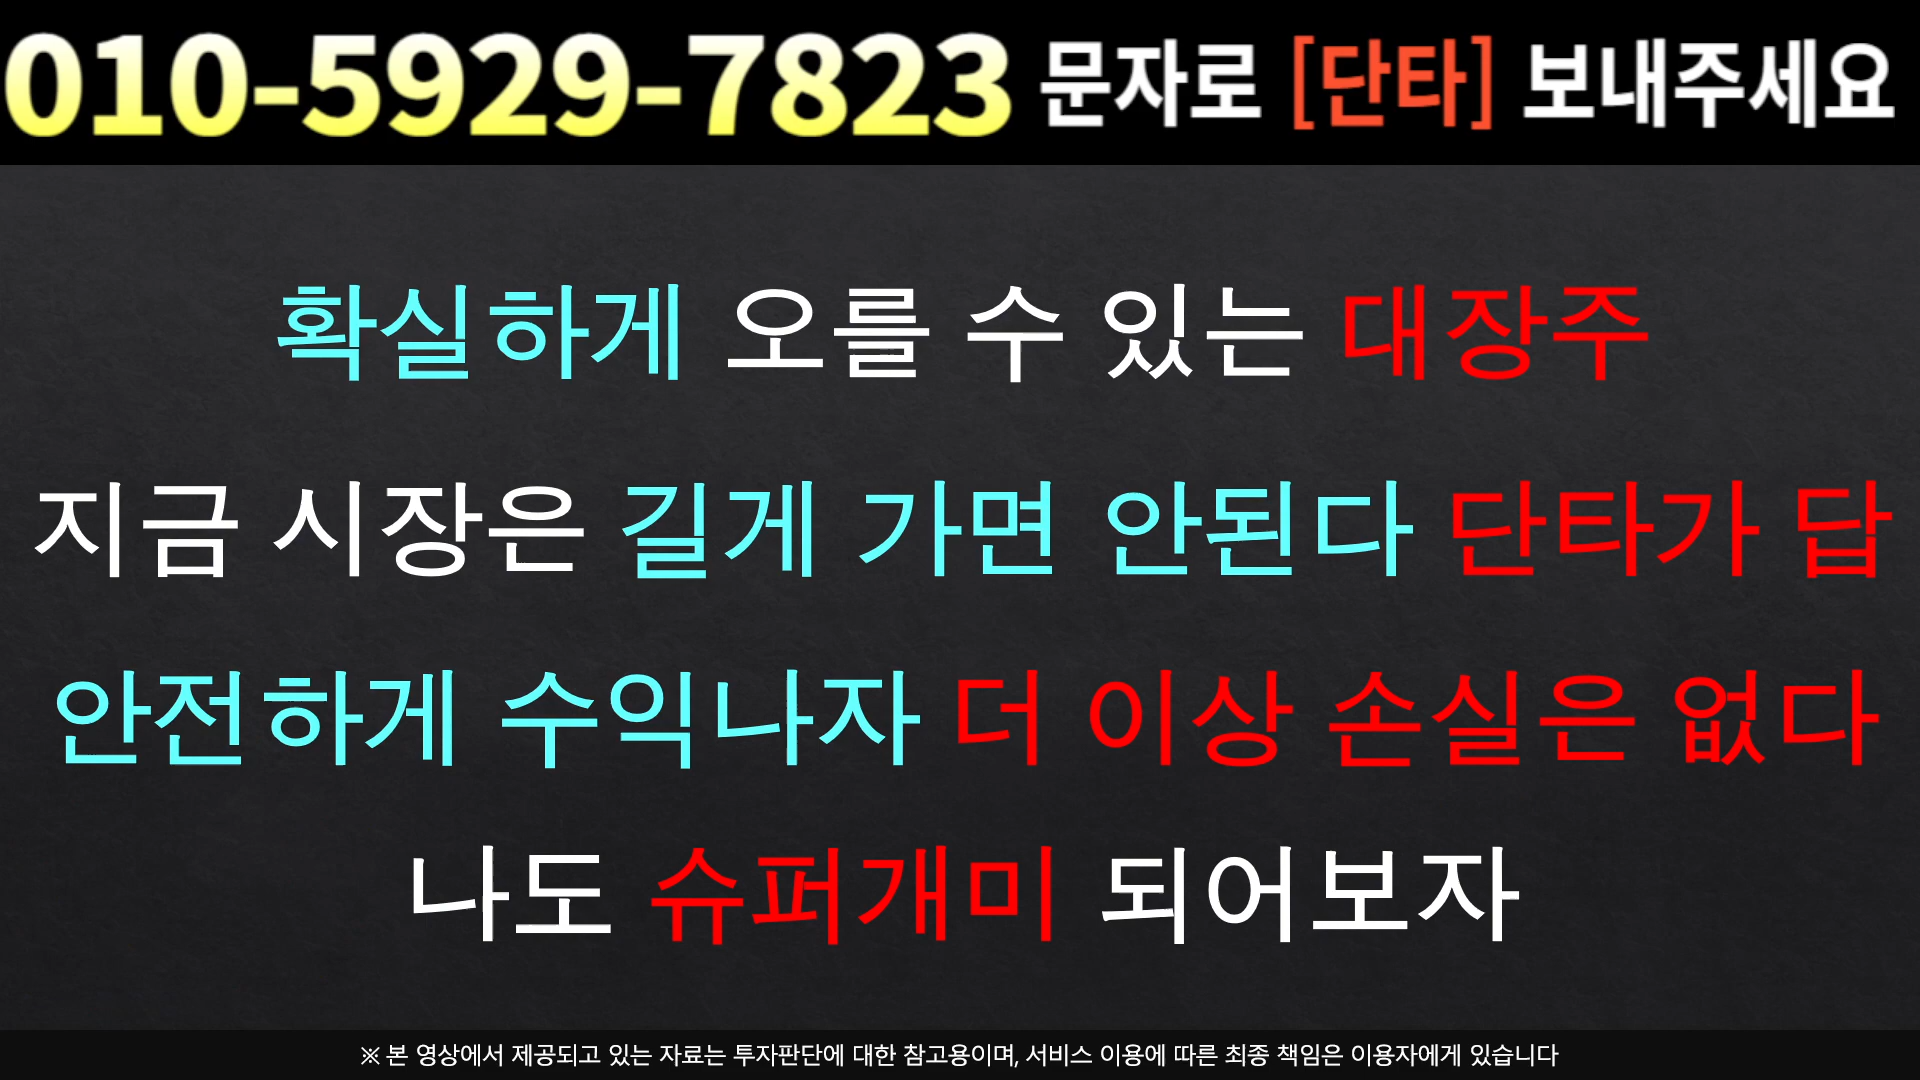 010-5929-7823 문자로 [단타] 보내주세요
확실하게 오를 수 있는 대장주
지금 시장은 길게 가면 안된다 단타가 답
안전하게 수익나자 더 이상 손실은 없다
나도 슈퍼개미 되어보자
※ 본 영상에서 제공되고 있는 자료는 투자판단에 대한 참고용이며, 서비스 이용에 따른 최종 책임은 이용자에게 있습니다